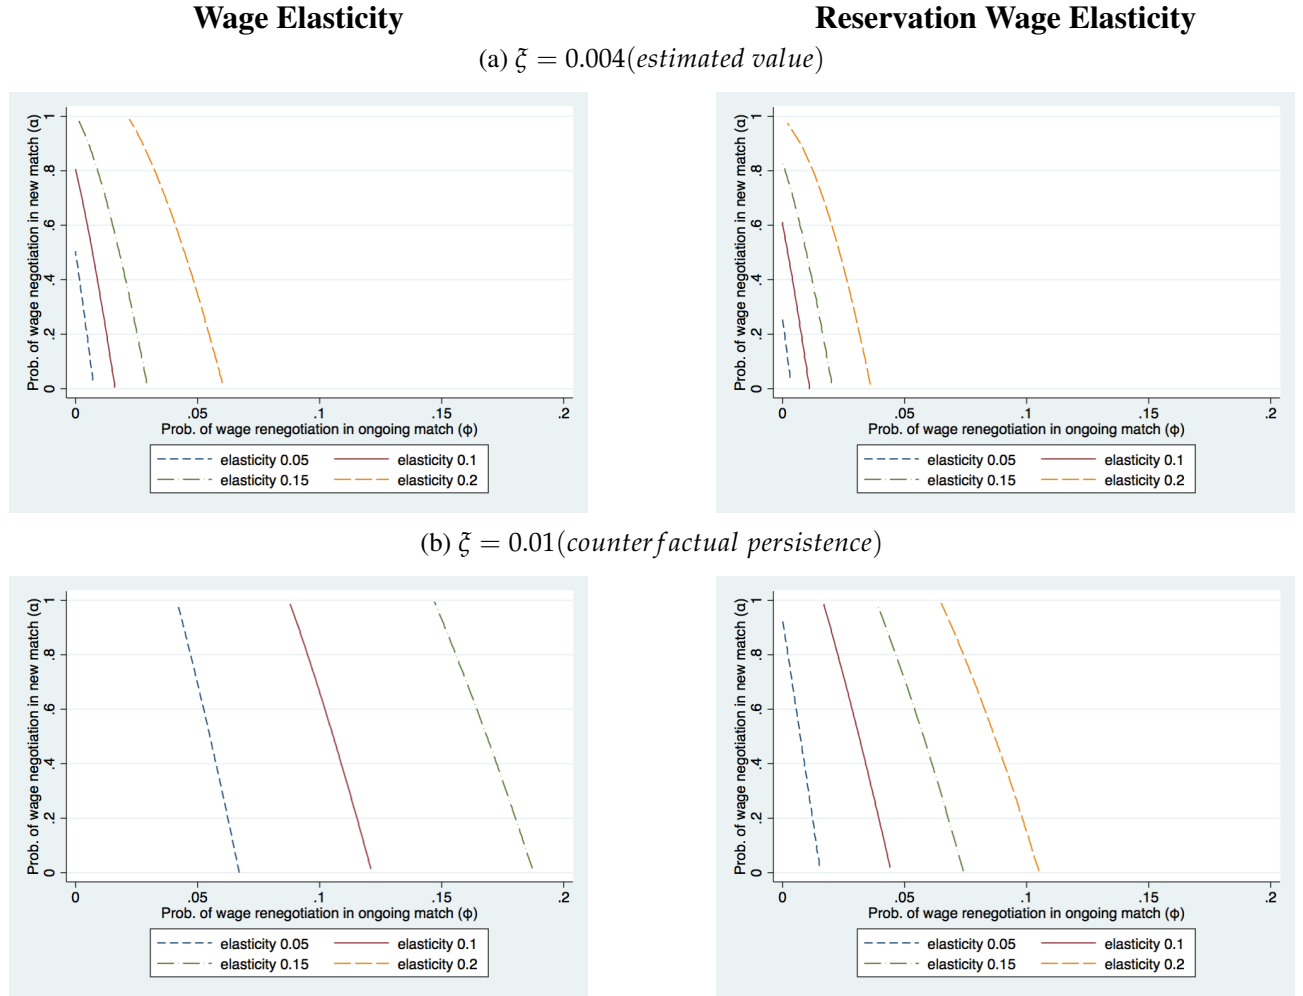 Wage Elasticity
Reservation Wage Elasticity
(a) ξ = 0.004(estimated value)
Prob. of wage negotiation in new match (α)
1
.8
.6
.4
.2
0
0 .05 .1 .15 .2
Prob. of wage renegotiation in ongoing match (ϕ)
elasticity 0.05 elasticity 0.1
elasticity 0.15 elasticity 0.2
Prob. of wage negotiation in new match (α)
1
.8
.6
.4
.2
0
0 .05 .1 .15 .2
Prob. of wage renegotiation in ongoing match (ϕ)
elasticity 0.05 elasticity 0.1
elasticity 0.15 elasticity 0.2
(b) ξ = 0.01(counterfactual persistence)
Prob. of wage negotiation in new match (α)
1
.8
.6
.4
.2
0
0 .05 .1 .15 .2
Prob. of wage renegotiation in ongoing match (ϕ)
elasticity 0.05 elasticity 0.1
elasticity 0.15 elasticity 0.2
Prob. of wage negotiation in new match (α)
1
.8
.6
.4
.2
0
0 .05 .1 .15 .2
Prob. of wage renegotiation in ongoing match (ϕ)
elasticity 0.05 elasticity 0.1
elasticity 0.15 elasticity 0.2